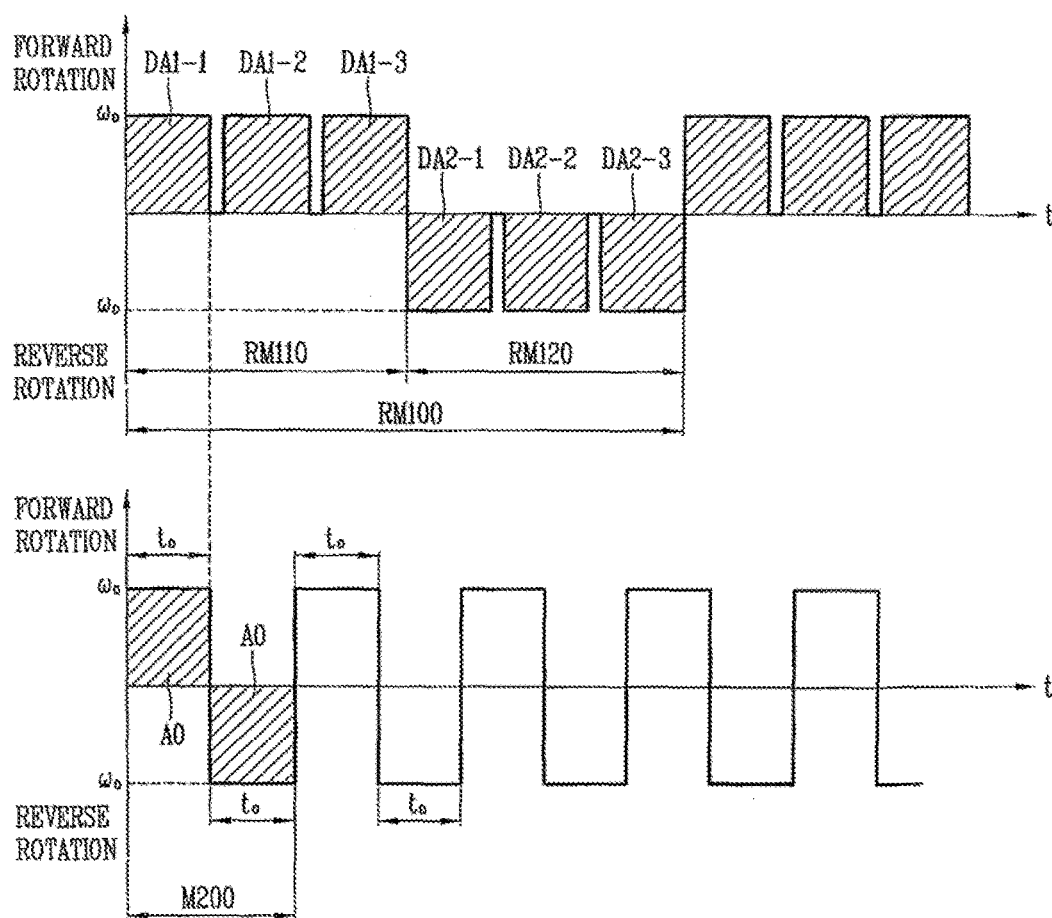 FORWARD
ROTATION
DA1-1 DA1-2 DA1-3
ω₀
DA2-1 DA2-2 DA2-3
t
ω₀
REVERSE
ROTATION
RM110 RM120
RM100
FORWARD
ROTATION
t₀ t₀
ω₀
A0
t
A0
ω₀
t₀ t₀
REVERSE
ROTATION
M200